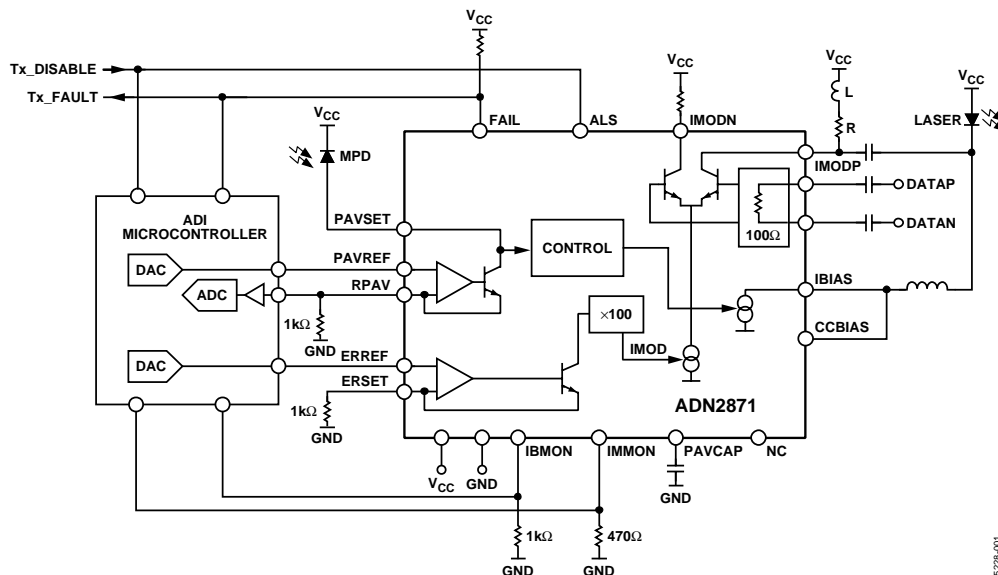 VCC
Tx_DISABLE
Tx_FAULT
VCC
VCC
VCC
L
R
LASER
VCC
MPD
FAIL
ALS
IMODN
IMODP
DATAP
DATAN
100Ω
ADI
MICROCONTROLLER
DAC
ADC
DAC
PAVSET
PAVREF
RPAV
1kΩ
GND
CONTROL
IBIAS
CCBIAS
×100
IMOD
ERREF
ERSET
1kΩ
GND
ADN2871
VCC
GND
IBMON
IMMON
PAVCAP
NC
GND
1kΩ
GND
470Ω
GND